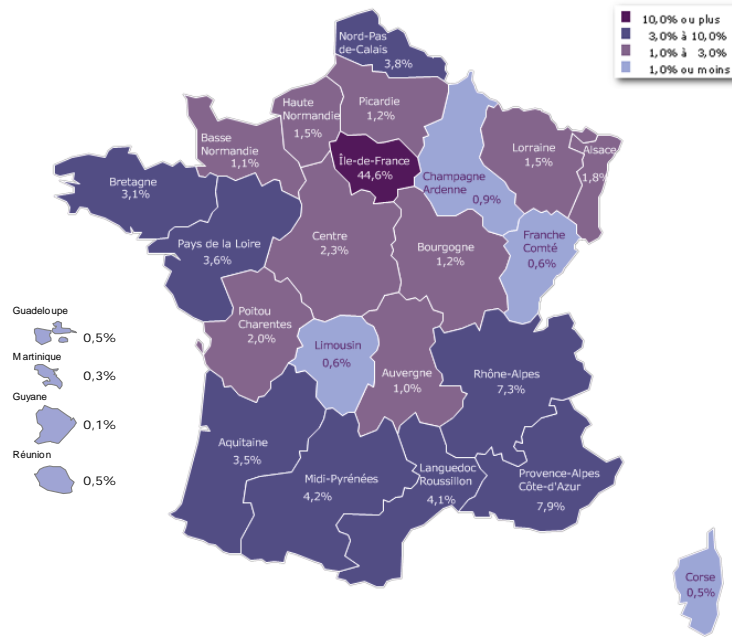 10,0% ou plus
3,0% à 10,0%
1,0% à 3,0%
1,0% ou moins
Nord-Pas
de-Calais
3,8%
Haute
Normandie
1,5%
Picardie
1,2%
Basse
Normandie
1,1%
Île-de-France
44,6%
Champagne
Ardenne
0,9%
Lorraine
1,5%
Alsace
1,8%
Bretagne
3,1%
Pays de la Loire
3,6%
Centre
2,3%
Bourgogne
1,2%
Franche
Comté
0,6%
Poitou
Charentes
2,0%
Limousin
0,6%
Auvergne
1,0%
Rhône-Alpes
7,3%
Guadeloupe
0,5%
Martinique
0,3%
Guyane
0,1%
Réunion
0,5%
Aquitaine
3,5%
Midi-Pyrénées
4,2%
Languedoc
Roussillon
4,1%
Provence-Alpes
Côte-d'Azur
7,9%
Corse
0,5%